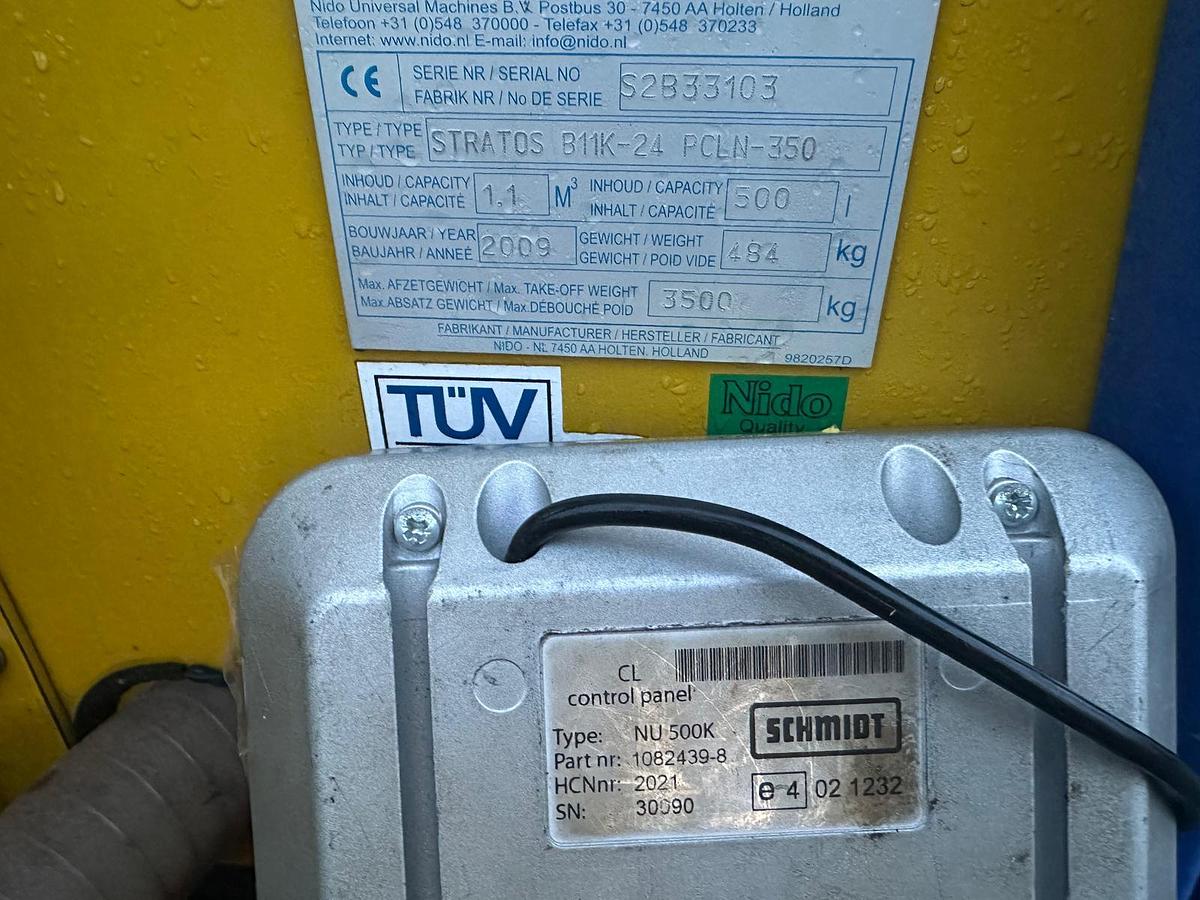 Nido Universal Machines B.V. Postbus 30 - 7450 AA Holten / Holland
Telefoon +31 (0)548 370000 - Telefax +31 (0)548 370233
Internet: www.nido.nl E-mail: info@nido.nl
CE SERIE NR / SERIAL NO S2B33103
FABRIK NR / No DE SERIE
TYPE / TYPE STRATOS B11K-24 PCLN-350
TYP / TYPE
INHOUD / CAPACITY 1.1 M³ INHOUD / CAPACITY 500 l
INHALT / CAPACITÉ INHALT / CAPACITÉ
BOUWJAAR / YEAR 2009 GEWICHT / WEIGHT 484 kg
BAUJAHR / ANNEÉ GEWICHT / POID VIDE
Max. AFZETGEWICHT / Max. TAKE-OFF WEIGHT 3500 kg
Max. ABSATZ GEWICHT / Max. DÉBOUCHÉ POID
FABRIKANT / MANUFACTURER / HERSTELLER / FABRICANT
NIDO - NL 7450 AA HOLTEN, HOLLAND 9820257D
TÜV
Nido
Quality
CL
control panel
SCHMIDT
Type: NU 500K
Part nr: 1082439-8
HCNnr: 2021
e 4 02 1232
SN: 30090